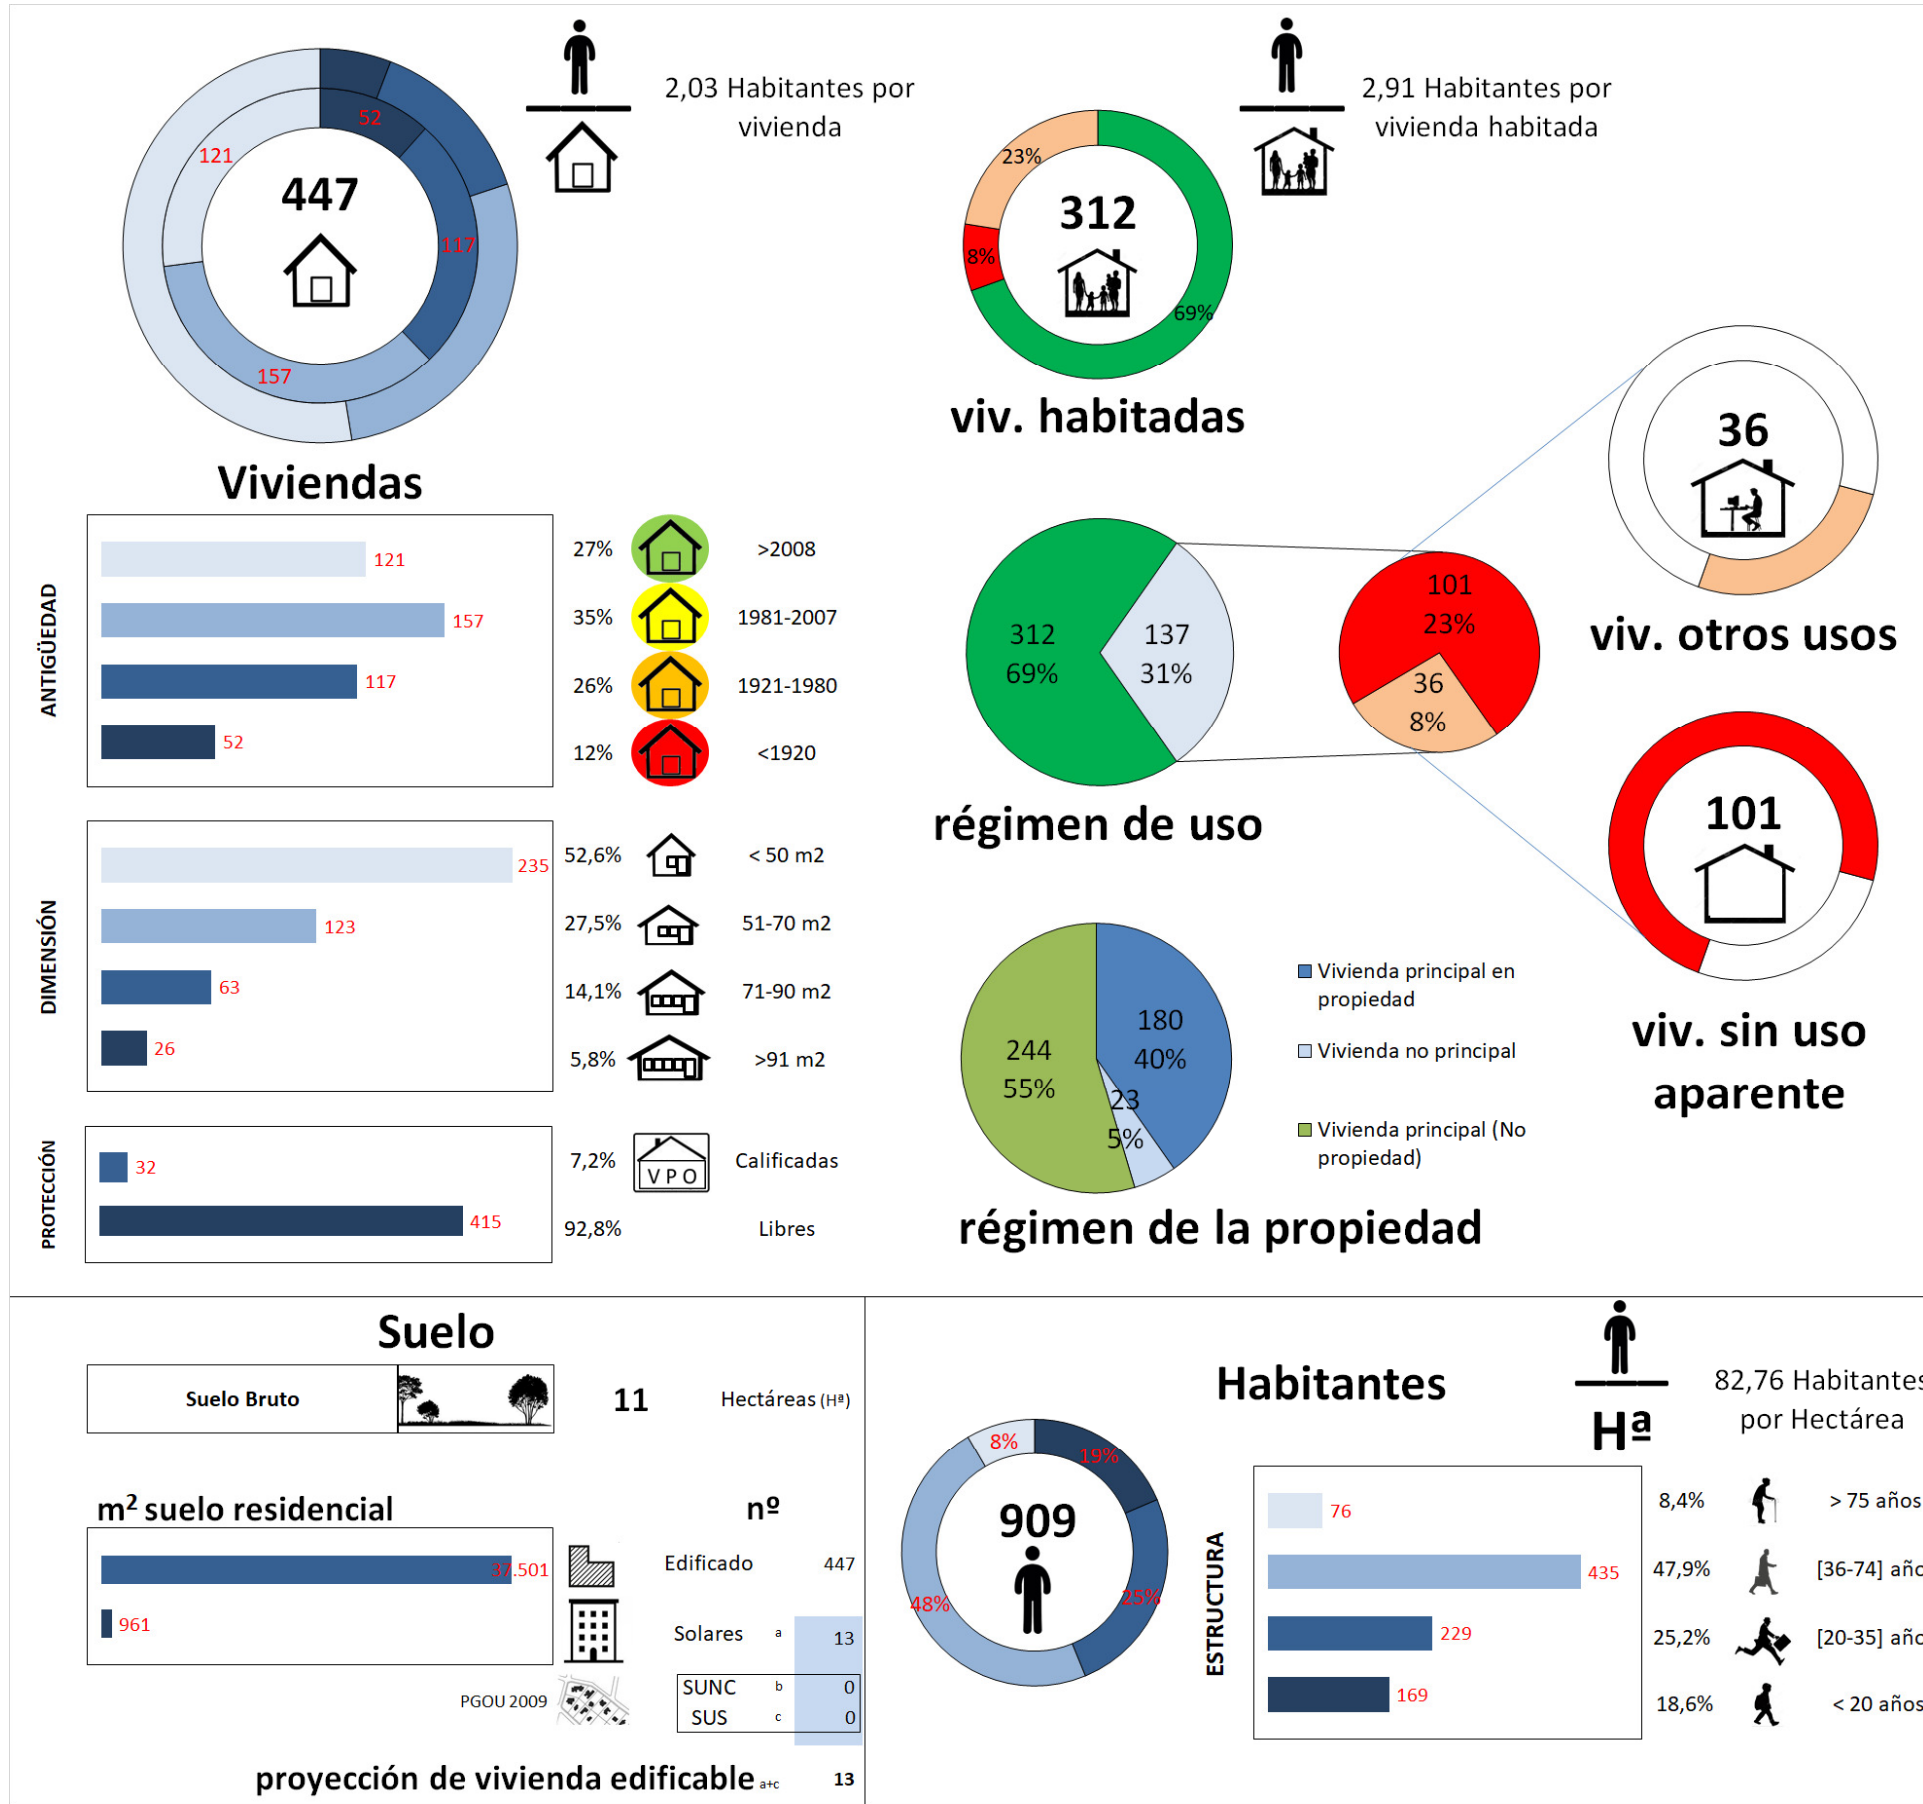 2,03 Habitantes por
vivienda
52
121
447
117
157
Viviendas
2,91 Habitantes por
vivienda habitada
23%
312
8%
69%
viv. habitadas
36
viv. otros usos
ANTIGÜEDAD
121
27%
>2008
157
35%
1981-2007
117
26%
1921-1980
52
12%
<1920
312
69%
137
31%
101
23%
36
8%
régimen de uso
101
viv. sin uso
aparente
DIMENSIÓN
235
52,6%
< 50 m2
123
27,5%
51-70 m2
63
14,1%
71-90 m2
26
5,8%
>91 m2
180
40%
244
55%
23
5%
Vivienda principal en
propiedad
Vivienda no principal
Vivienda principal (No
propiedad)
régimen de la propiedad
PROTECCIÓN
32
7,2%
VPO
Calificadas
415
92,8%
Libres
Suelo
Suelo Bruto
11
Hectáreas (Hª)
m² suelo residencial
nº
37.501
Edificado
447
961
Solares a
13
PGOU 2009
SUNC b
0
SUS c
0
proyección de vivienda edificable a+c
13
Habitantes
Hª
82,76 Habitantes
por Hectárea
8%
19%
909
48%
25%
ESTRUCTURA
76
8,4%
> 75 años
435
47,9%
[36-74] año
229
25,2%
[20-35] año
169
18,6%
< 20 años